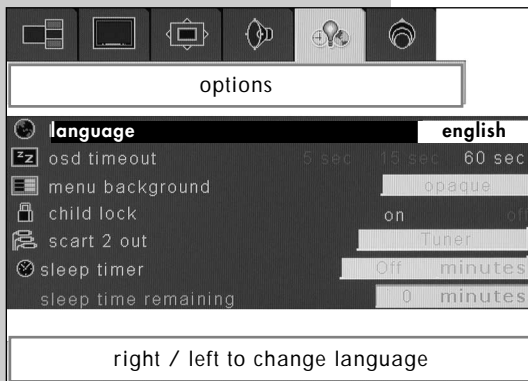 options
language english
osd timeout 5 sec 15 sec 60 sec
menu background opaque
child lock on off
scart 2 out Tuner
sleep timer Off minutes
sleep time remaining 0 minutes
right / left to change language